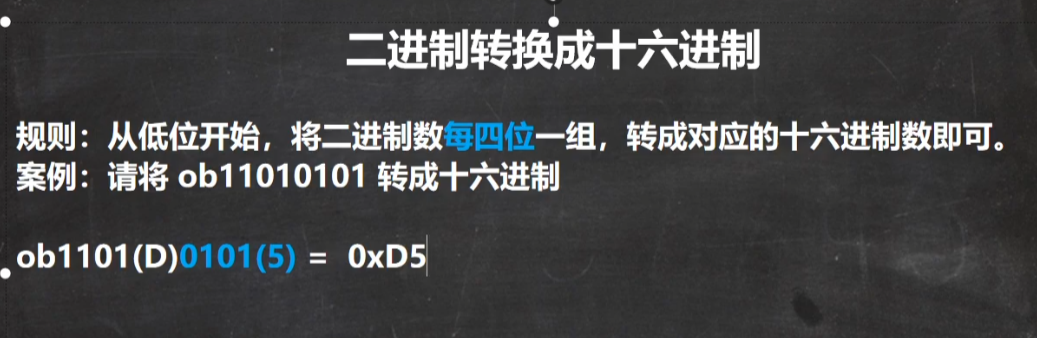 二进制转换成十六进制
规则：从低位开始，将二进制数每四位一组，转成对应的十六进制数即可。
案例：请将 ob11010101 转成十六进制
ob1101(D)0101(5) = 0xD5